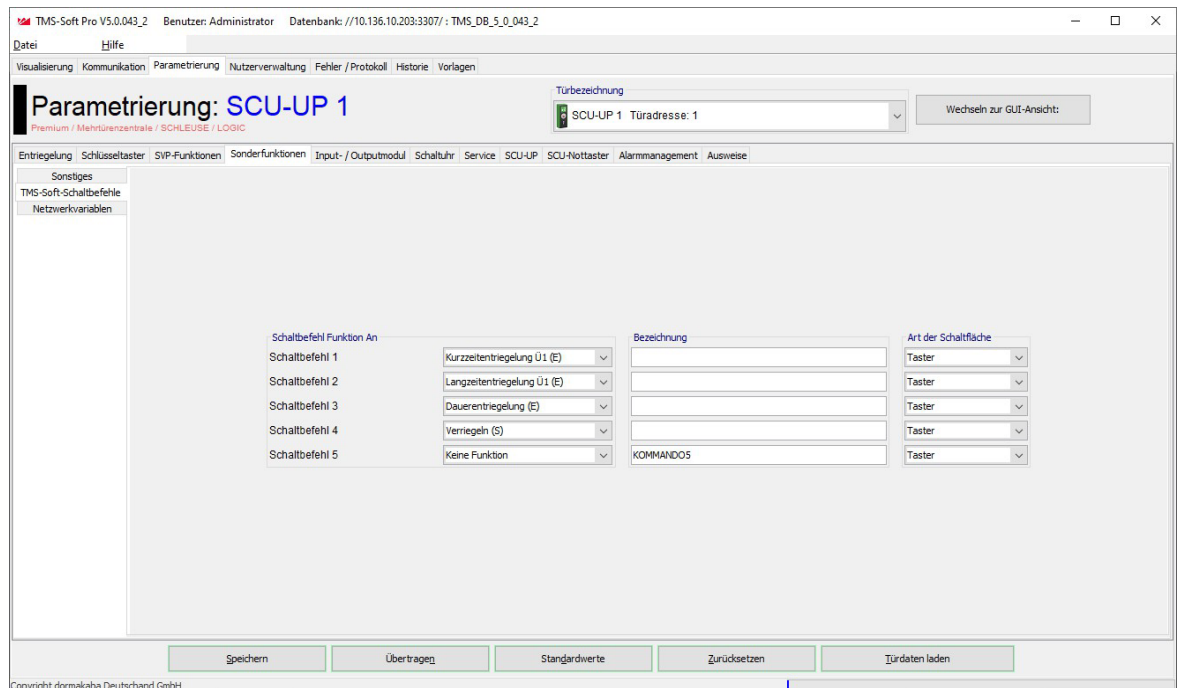 TMS-Soft Pro V5.0.043_2 Benutzer: Administrator Datenbank: //10.136.10.203:3307/ : TMS_DB_5_0_043_2
Datei Hilfe
Visualisierung Kommunikation Parametrierung Nutzerverwaltung Fehler / Protokoll Historie Vorlagen
Parametrierung: SCU-UP 1
Premium / Mehrtürenzentrale / SCHLEUSE / LOGIC
Türbezeichnung
SCU-UP 1 Türadresse: 1
Wechseln zur GUI-Ansicht:
Entriegelung Schlüsseltaster SVP-Funktionen Sonderfunktionen Input- / Outputmodul Schaltuhr Service SCU-UP SCU-Nottaster Alarmmanagement Ausweise
Sonstiges
TMS-Soft-Schaltbefehle
Netzwerkvariablen
Schaltbefehl Funktion An Bezeichnung Art der Schaltfläche
Schaltbefehl 1 Kurzzeitentriegelung Ü1 (E) Taster
Schaltbefehl 2 Langzeitentriegelung Ü1 (E) Taster
Schaltbefehl 3 Dauerentriegelung (E) Taster
Schaltbefehl 4 Verriegeln (S) Taster
Schaltbefehl 5 Keine Funktion KOMMANDO5 Taster
Speichern Übertragen Standardwerte Zurücksetzen Türdaten laden
Copyright dormakaba Deutschand GmbH